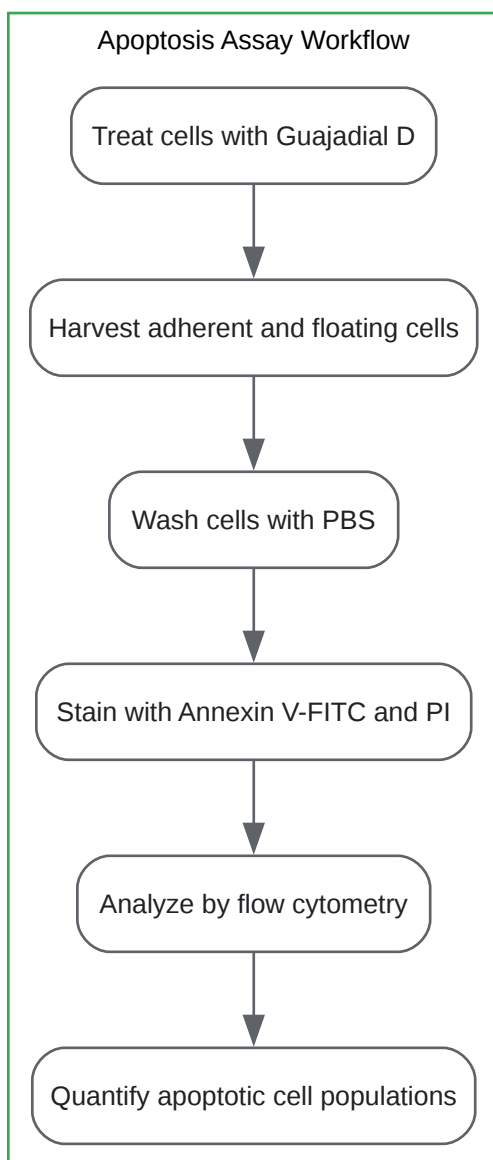 Apoptosis Assay Workflow
Treat cells with Guajadial D
Harvest adherent and floating cells
Wash cells with PBS
Stain with Annexin V-FITC and PI
Analyze by flow cytometry
Quantify apoptotic cell populations